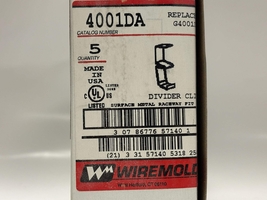 4001DA
REPLAC
CATALOG NUMBER
G4001
5
QUANTITY
MADE
IN
USA
LISTED
DIVIDER CLI
SURFACE METAL RACEWAY FIT
3 07 86776 57140 1
(21) 3 31 57140 5318 25
WIREMOLD